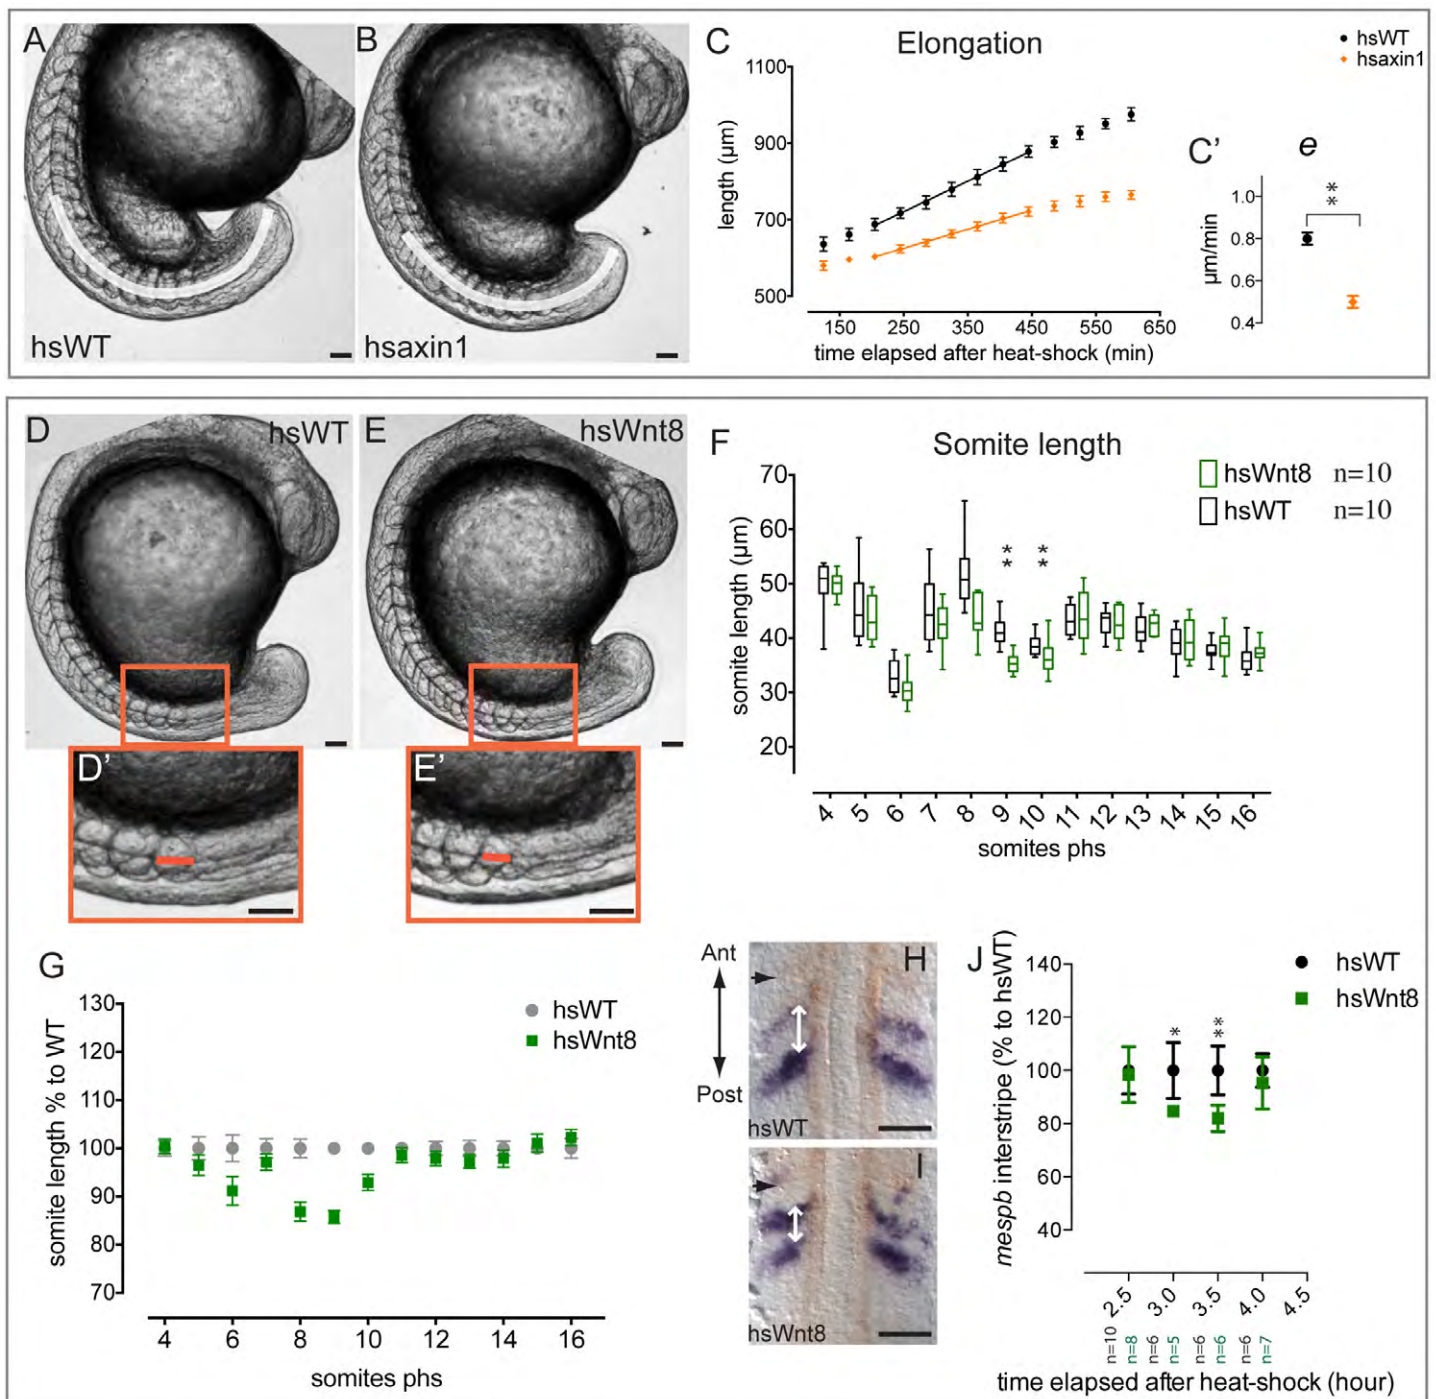 A
hsWT
B
hsaxin1
C
Elongation
hsWT
hsaxin1
length (µm)
1100
900
700
500
150 250 350 450 550 650
time elapsed after heat-shock (min)
C’
e
**
µm/min
1.0
0.8
0.6
0.4
D
hsWT
E
hsWnt8
D’
E’
F
Somite length
hsWnt8 n=10
hsWT n=10
somite length (µm)
70
60
50
40
30
20
** **
4 5 6 7 8 9 10 11 12 13 14 15 16
somites phs
G
hsWT
hsWnt8
somite length % to WT
130
120
110
100
90
80
70
4 6 8 10 12 14 16
somites phs
Ant
Post
H
hsWT
I
hsWnt8
J
hsWT
hsWnt8
mespb interstripe (% to hsWT)
140
120
100
80
60
40
* **
2.5 3.0 3.5 4.0 4.5
n=10 n=8 n=6 n=5 n=6 n=6 n=6 n=7
time elapsed after heat-shock (hour)